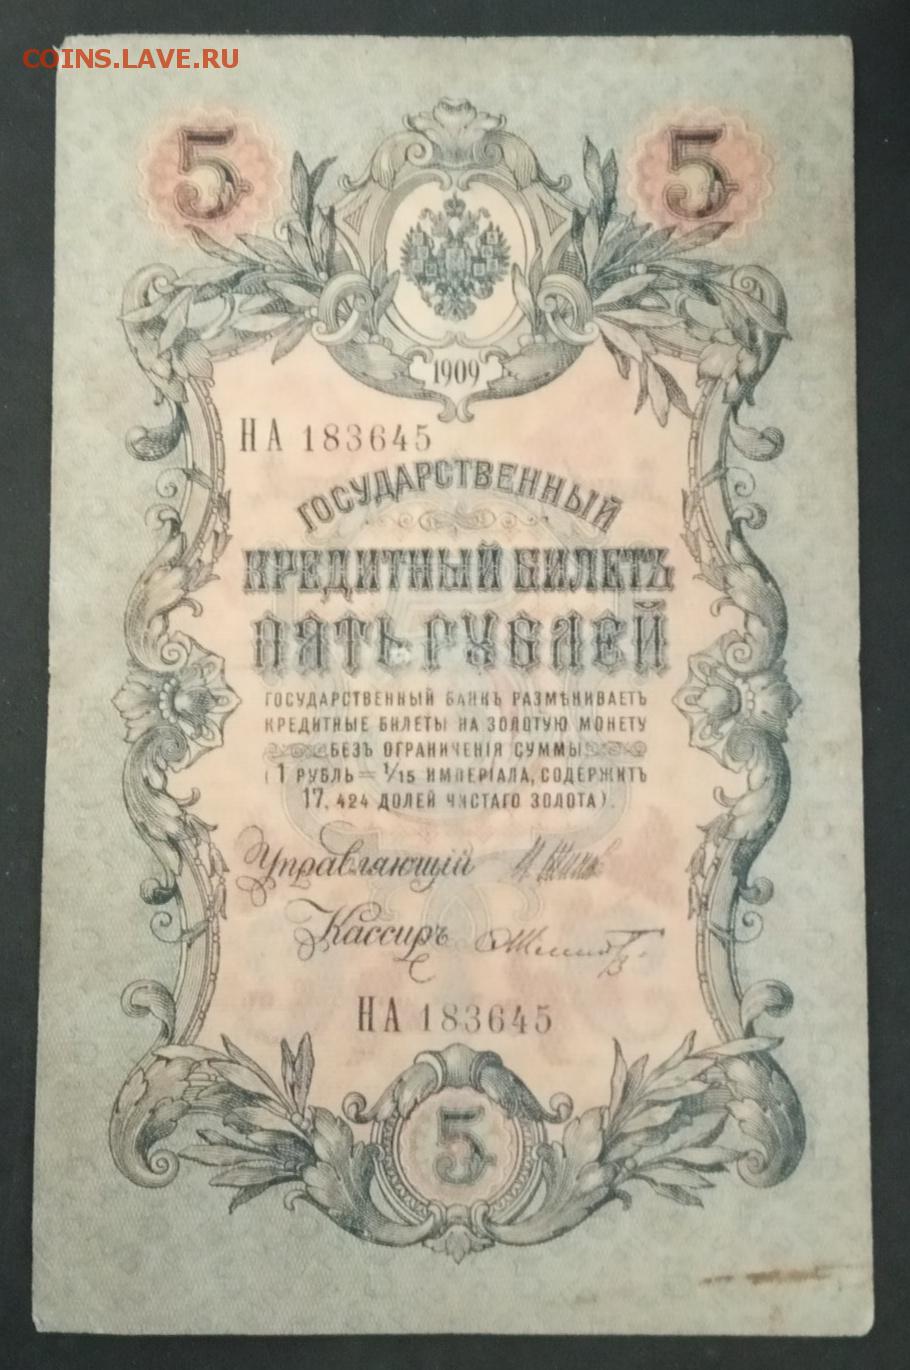 COINS.LAVE.RU
5 5
1909
НА 183645
ГОСУДАРСТВЕННЫЙ
КРЕДИТНЫЙ БИЛЕТЪ
ПЯТЬ РУБЛЕЙ
ГОСУДАРСТВЕННЫЙ БАНКЪ РАЗМѢНИВАЕТЪ
КРЕДИТНЫЕ БИЛЕТЫ НА ЗОЛОТУЮ МОНЕТУ
БЕЗЪ ОГРАНИЧЕНІЯ СУММЫ
(1 РУБЛЬ = 1/15 ИМПЕРІАЛА, СОДЕРЖИТЪ
17,424 ДОЛЕЙ ЧИСТАГО ЗОЛОТА).
Управляющій
Кассиръ
НА 183645
5